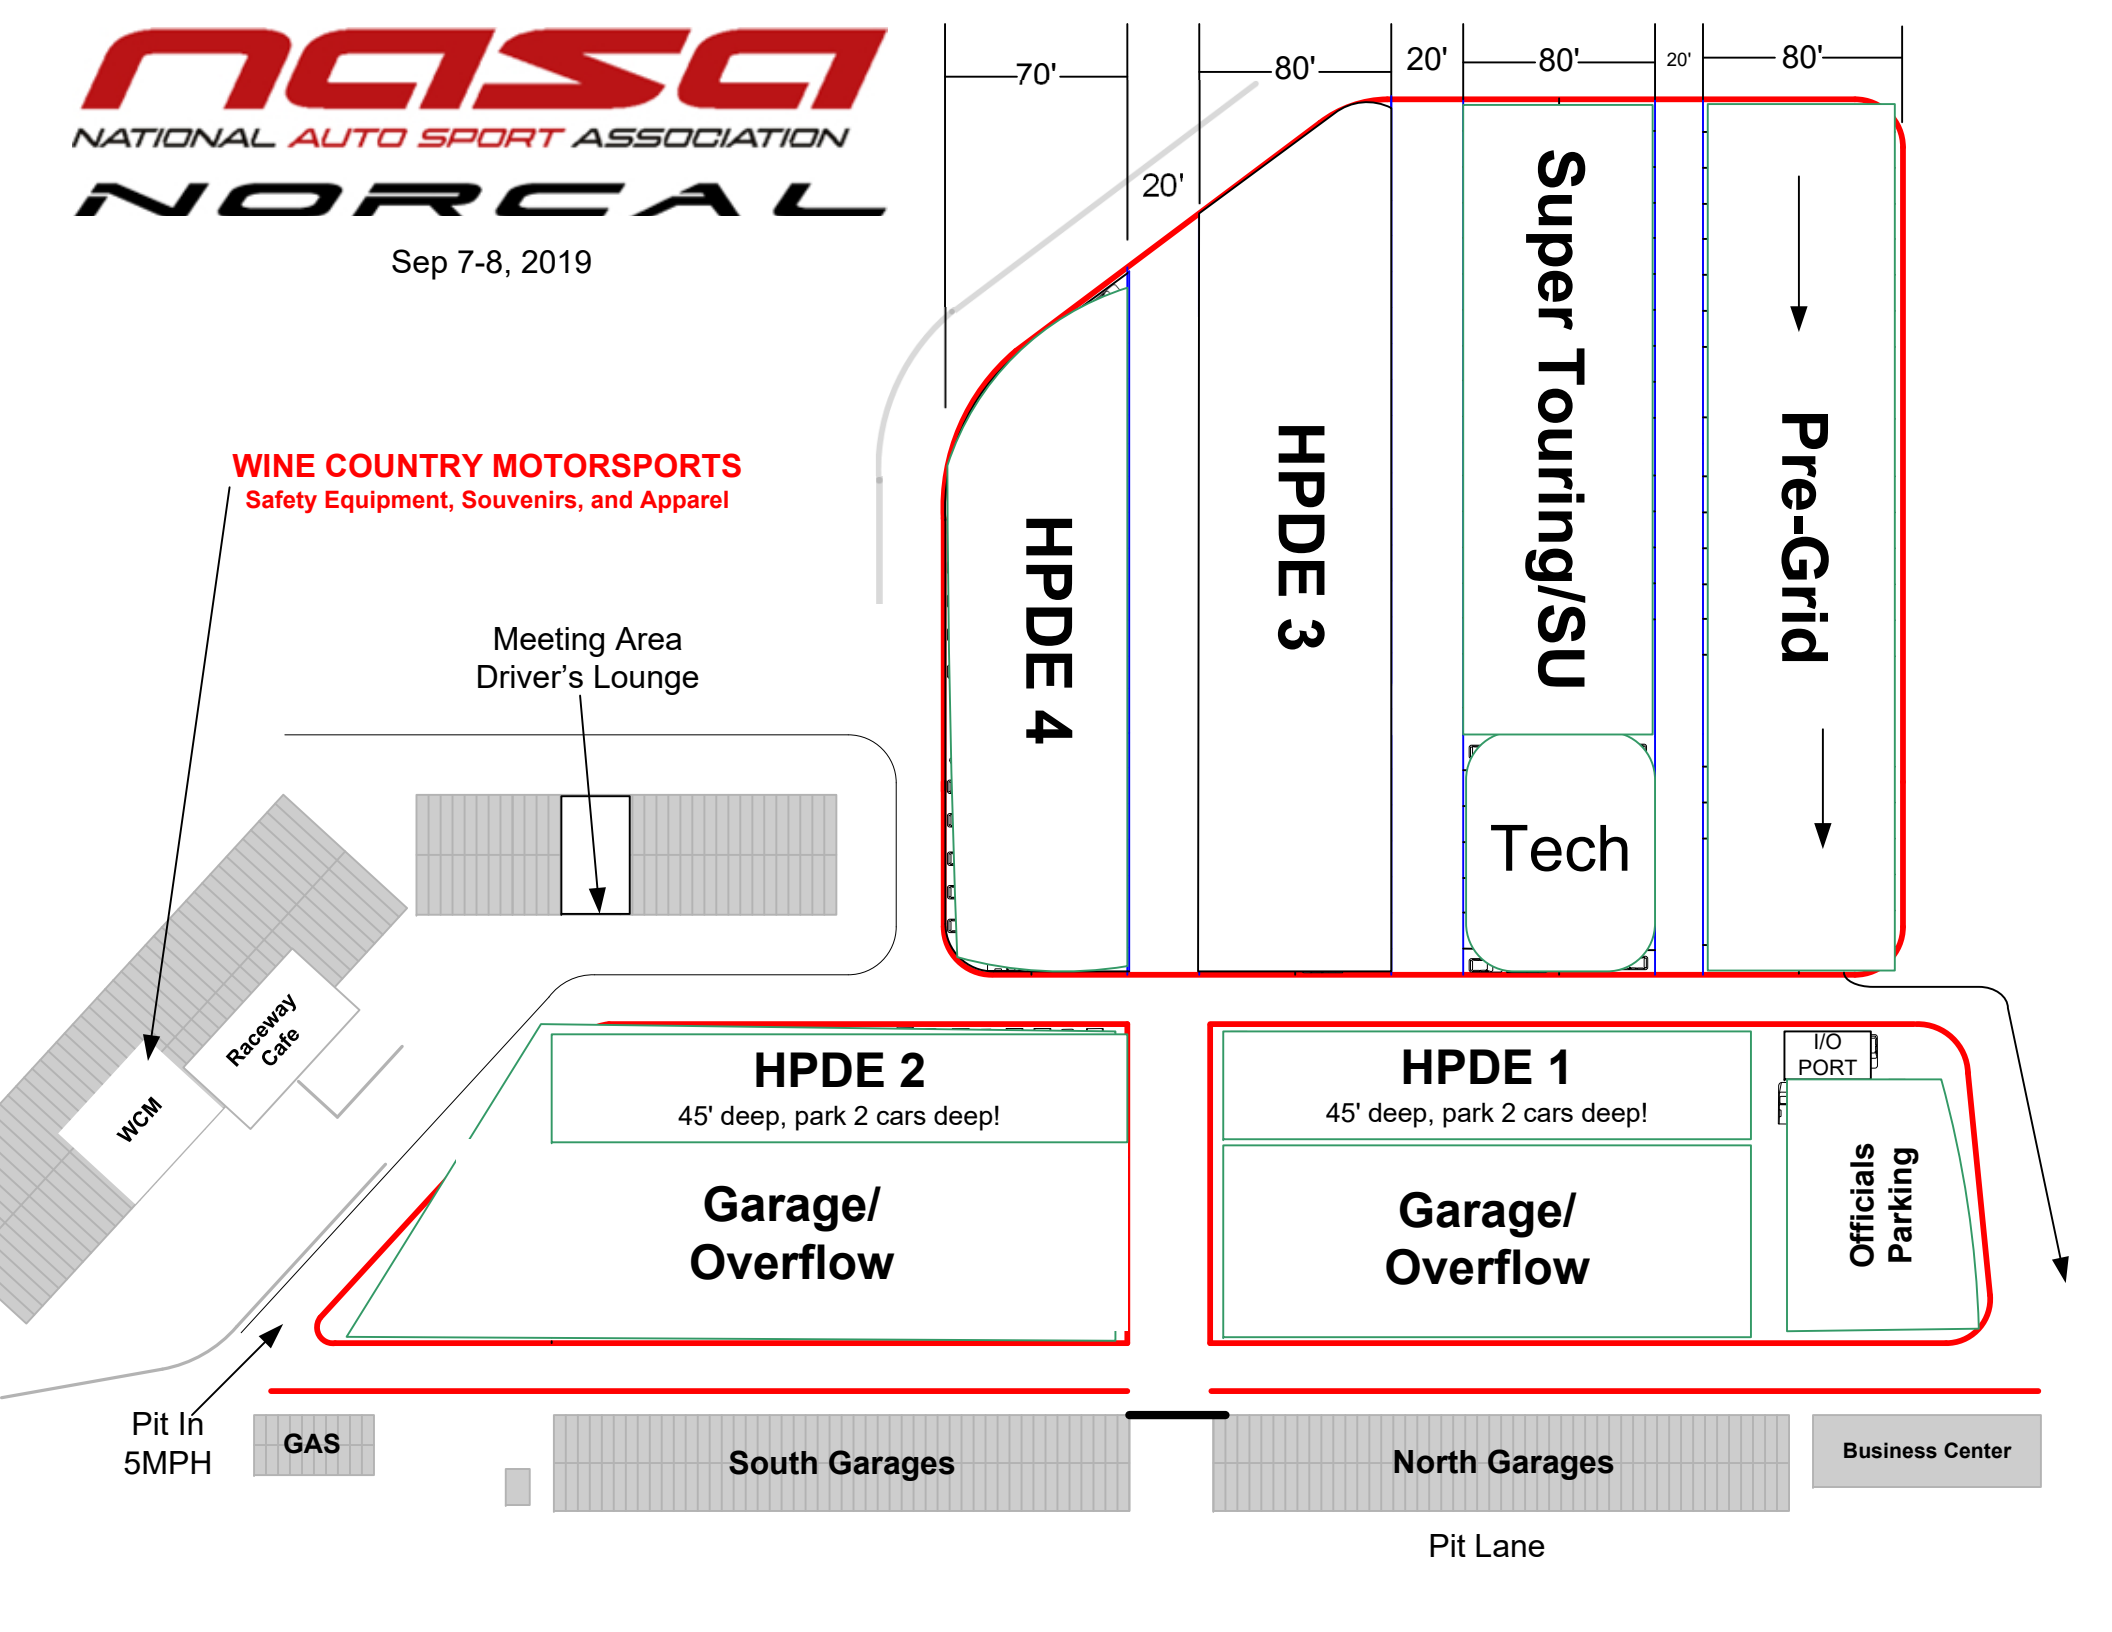 nasa
NATIONAL AUTO SPORT ASSOCIATION
NORCAL
Sep 7-8, 2019
70'
20'
80'
20'
80'
20'
80'
WINE COUNTRY MOTORSPORTS
Safety Equipment, Souvenirs, and Apparel
Meeting Area
Driver’s Lounge
HPDE 4
HPDE 3
Super Touring/SU
Pre-Grid
Tech
Raceway
Cafe
WCM
HPDE 2
45' deep, park 2 cars deep!
Garage/
Overflow
HPDE 1
45' deep, park 2 cars deep!
Garage/
Overflow
I/O
PORT
Officials
Parking
Pit In
5MPH
GAS
South Garages
North Garages
Business Center
Pit Lane